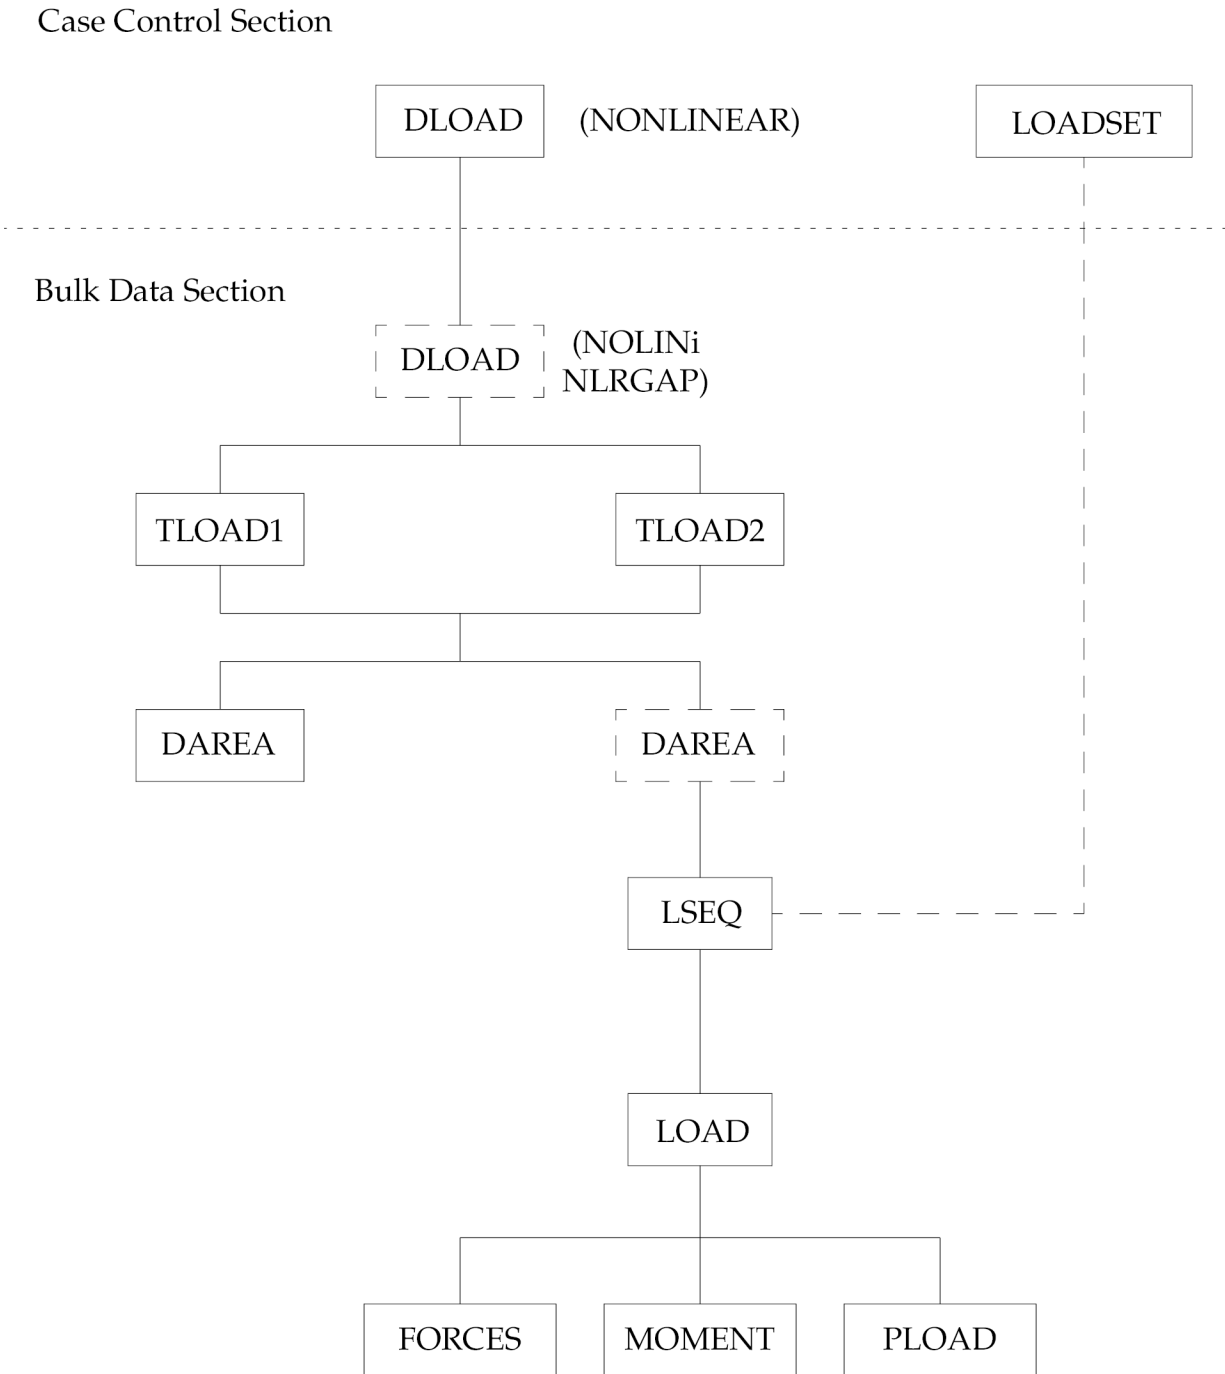 Case Control Section
DLOAD (NONLINEAR) LOADSET
Bulk Data Section
DLOAD (NOLINi
NLRGAP)
TLOAD1 TLOAD2
DAREA DAREA
LSEQ
LOAD
FORCES MOMENT PLOAD